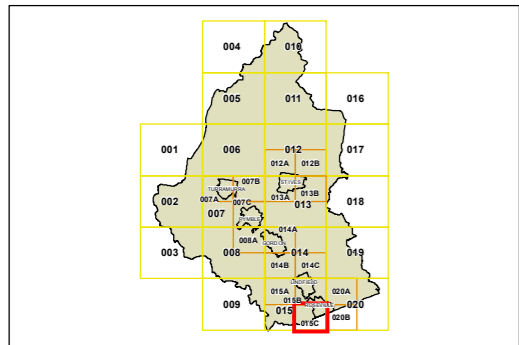 004 010
005 011 016
001 006 012 017
012A 012B
007B ST IVES
TURRAMURRA
002 007A 007C 013A 013B 018
007 013
PYMBLE
014A
008A GORDON
003 008 014 019
014B 014C
LINDFIELD
015A 020A
015B
009 015 ROSEVILLE 020
015C 020B